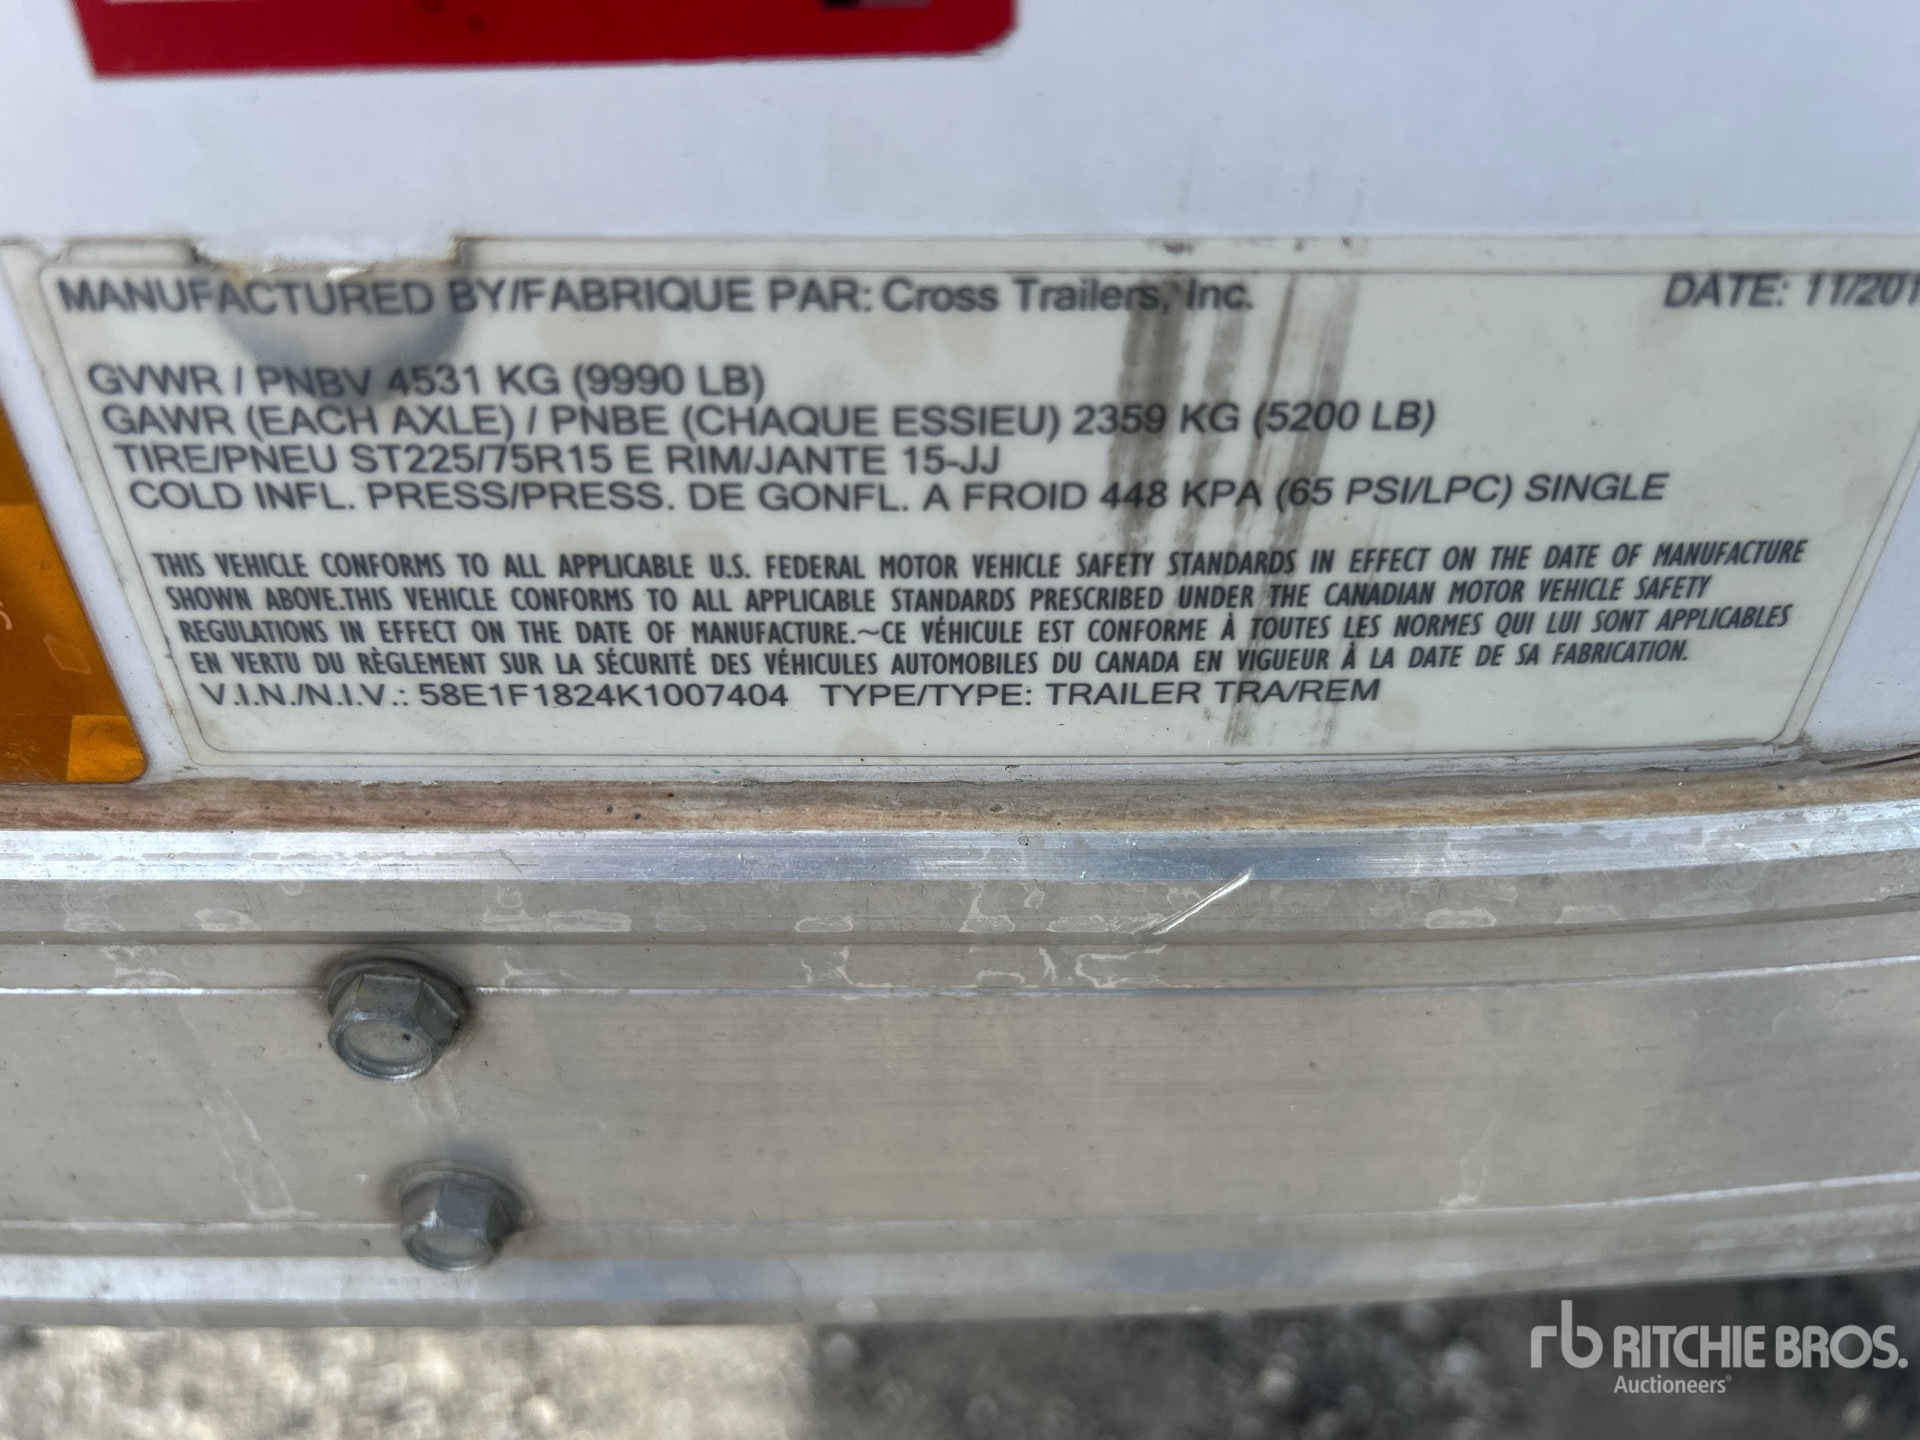 MANUFACTURED BY/FABRIQUE PAR: Cross Trailers, Inc. DATE: 11/201
GVWR / PNBV 4531 KG (9990 LB)
GAWR (EACH AXLE) / PNBE (CHAQUE ESSIEU) 2359 KG (5200 LB)
TIRE/PNEU ST225/75R15 E RIM/JANTE 15-JJ
COLD INFL. PRESS/PRESS. DE GONFL. A FROID 448 KPA (65 PSI/LPC) SINGLE
THIS VEHICLE CONFORMS TO ALL APPLICABLE U.S. FEDERAL MOTOR VEHICLE SAFETY STANDARDS IN EFFECT ON THE DATE OF MANUFACTURE
SHOWN ABOVE.THIS VEHICLE CONFORMS TO ALL APPLICABLE STANDARDS PRESCRIBED UNDER THE CANADIAN MOTOR VEHICLE SAFETY
REGULATIONS IN EFFECT ON THE DATE OF MANUFACTURE.~CE VÉHICULE EST CONFORME À TOUTES LES NORMES QUI LUI SONT APPLICABLES
EN VERTU DU RÈGLEMENT SUR LA SÉCURITÉ DES VÉHICULES AUTOMOBILES DU CANADA EN VIGUEUR À LA DATE DE SA FABRICATION.
V.I.N./N.I.V.: 58E1F1824K1007404 TYPE/TYPE: TRAILER TRA/REM
rb RITCHIE BROS.
Auctioneers